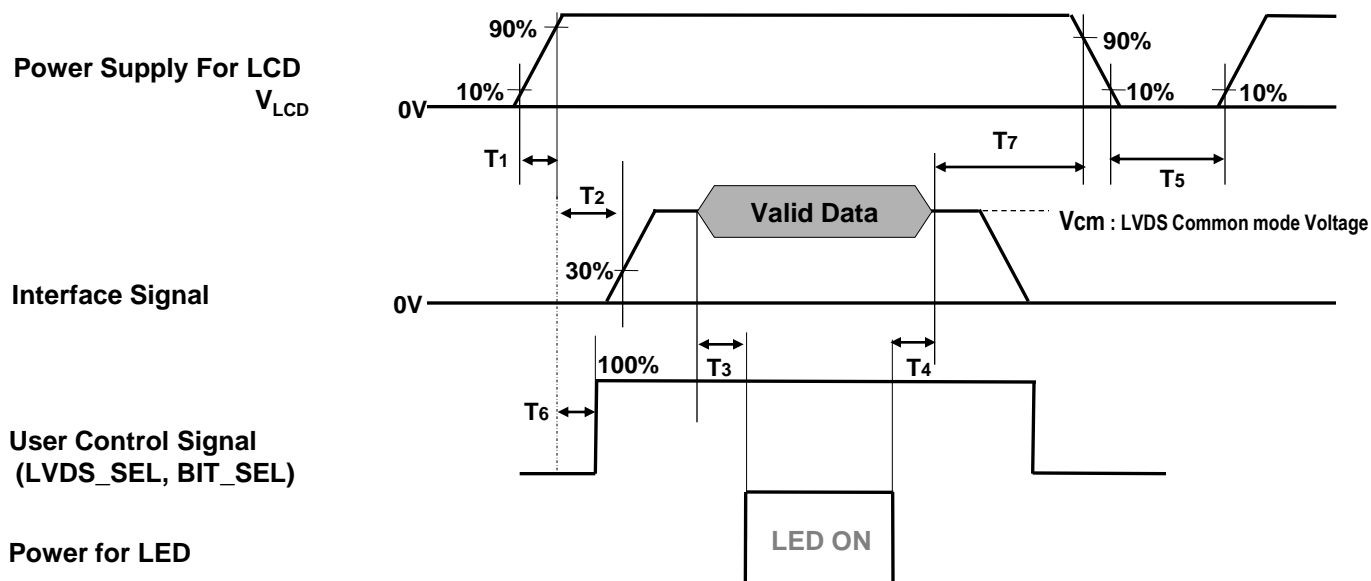 90%
90%
Power Supply For LCD
VLCD
10%
10%
10%
0V
T1
T7
T2
T5
Valid Data
Vcm : LVDS Common mode Voltage
30%
Interface Signal
0V
100%
T3
T4
T6
User Control Signal
(LVDS_SEL, BIT_SEL)
LED ON
Power for LED